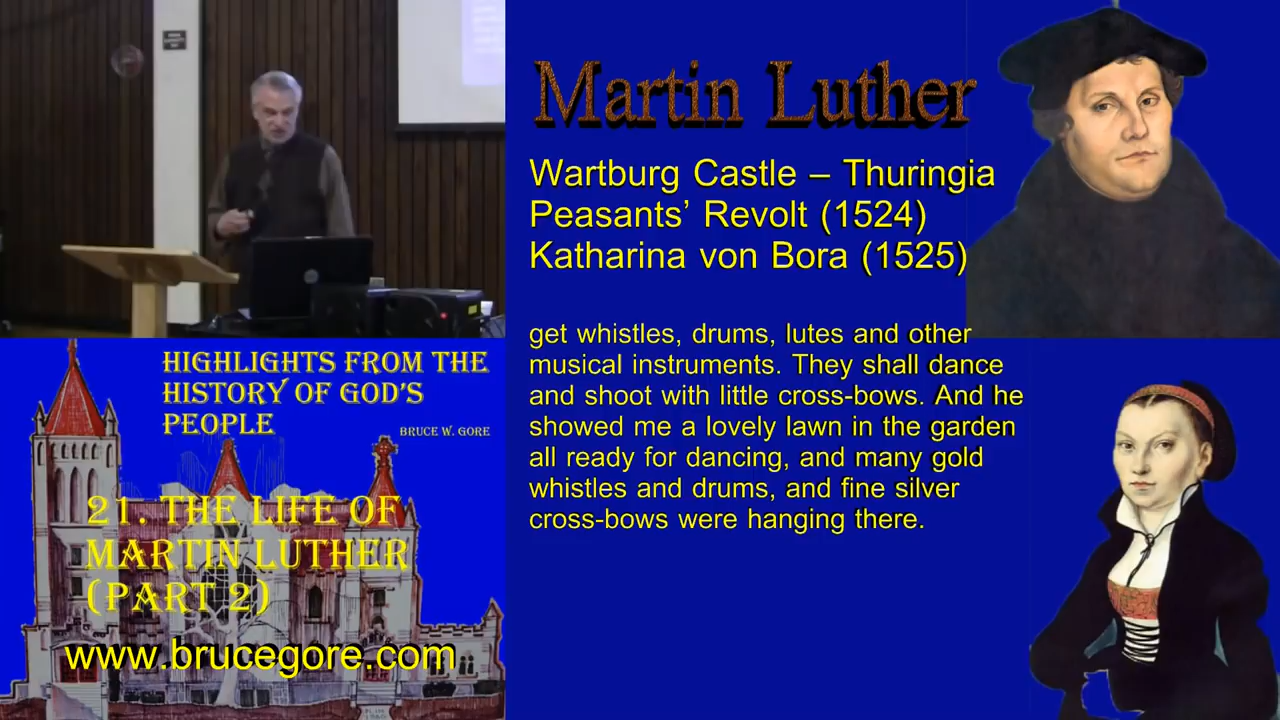 Martin Luther
Wartburg Castle – Thuringia
Peasants' Revolt (1524)
Katharina von Bora (1525)
get whistles, drums, lutes and other
musical instruments. They shall dance
and shoot with little cross-bows. And he
showed me a lovely lawn in the garden
all ready for dancing, and many gold
whistles and drums, and fine silver
cross-bows were hanging there.
HIGHLIGHTS FROM THE
HISTORY OF GOD'S
PEOPLE
BRUCE W. GORE
21. THE LIFE OF
MARTIN LUTHER
(PART 2)
www.brucegore.com